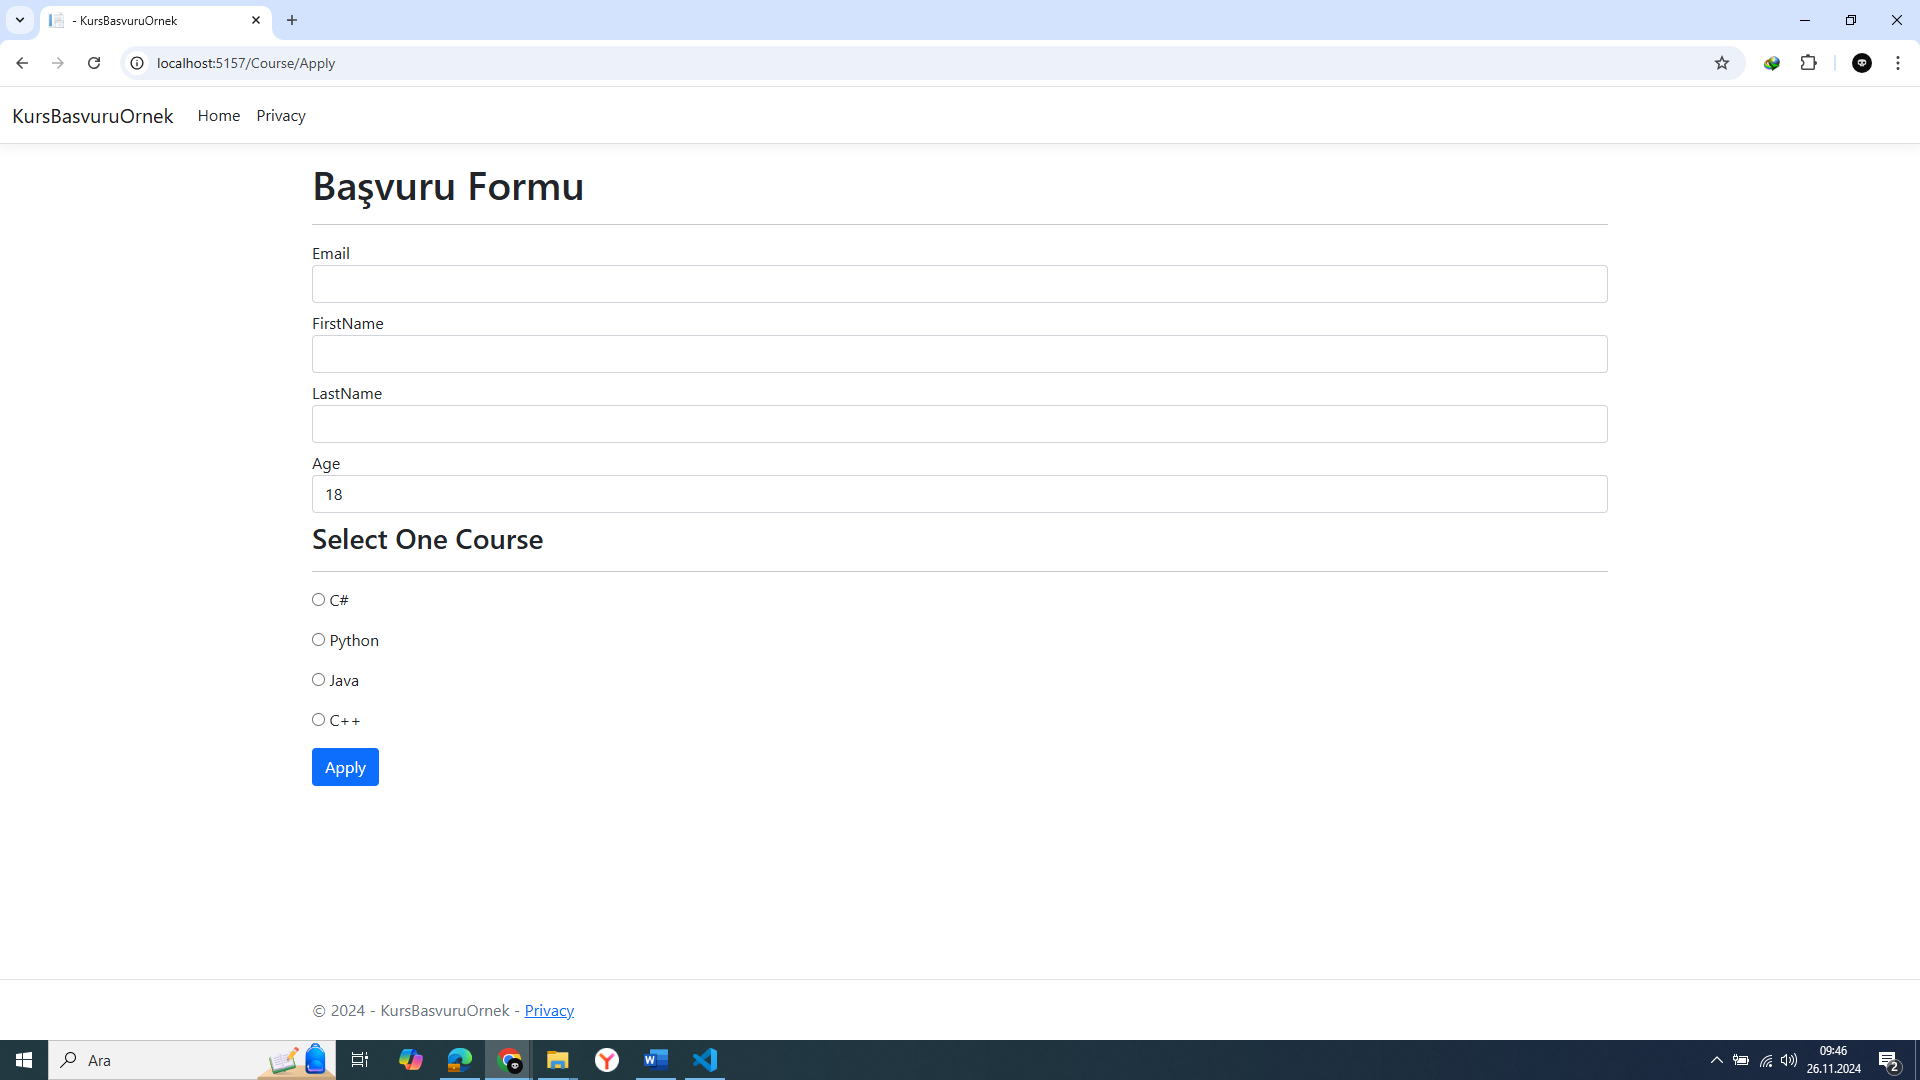 - KursBasvuruOrnek
localhost:5157/Course/Apply
KursBasvuruOrnek Home Privacy
Başvuru Formu
Email
FirstName
LastName
Age
18
Select One Course
C#
Python
Java
C++
Apply
© 2024 - KursBasvuruOrnek - Privacy
Ara
09:46
26.11.2024
2